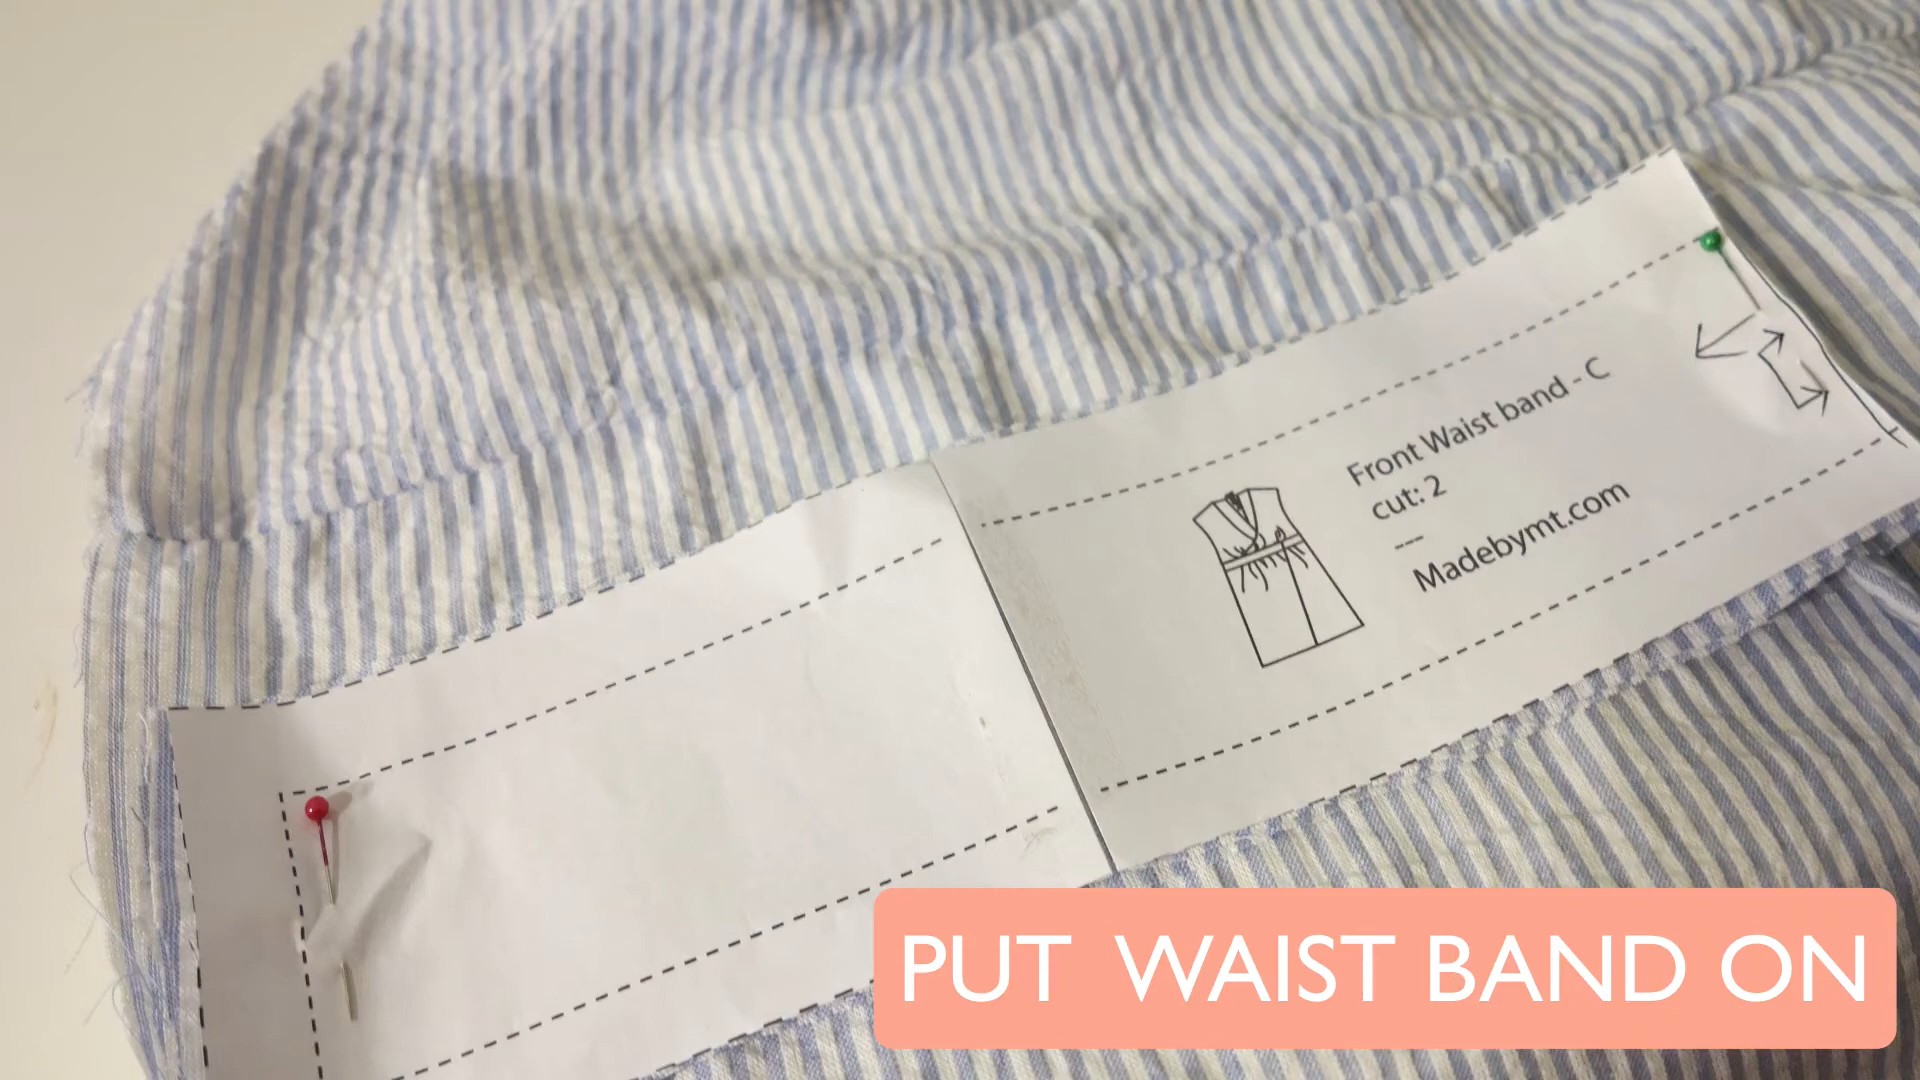 Front Waist band - C
cut: 2
---
Madebymt.com
PUT WAIST BAND ON